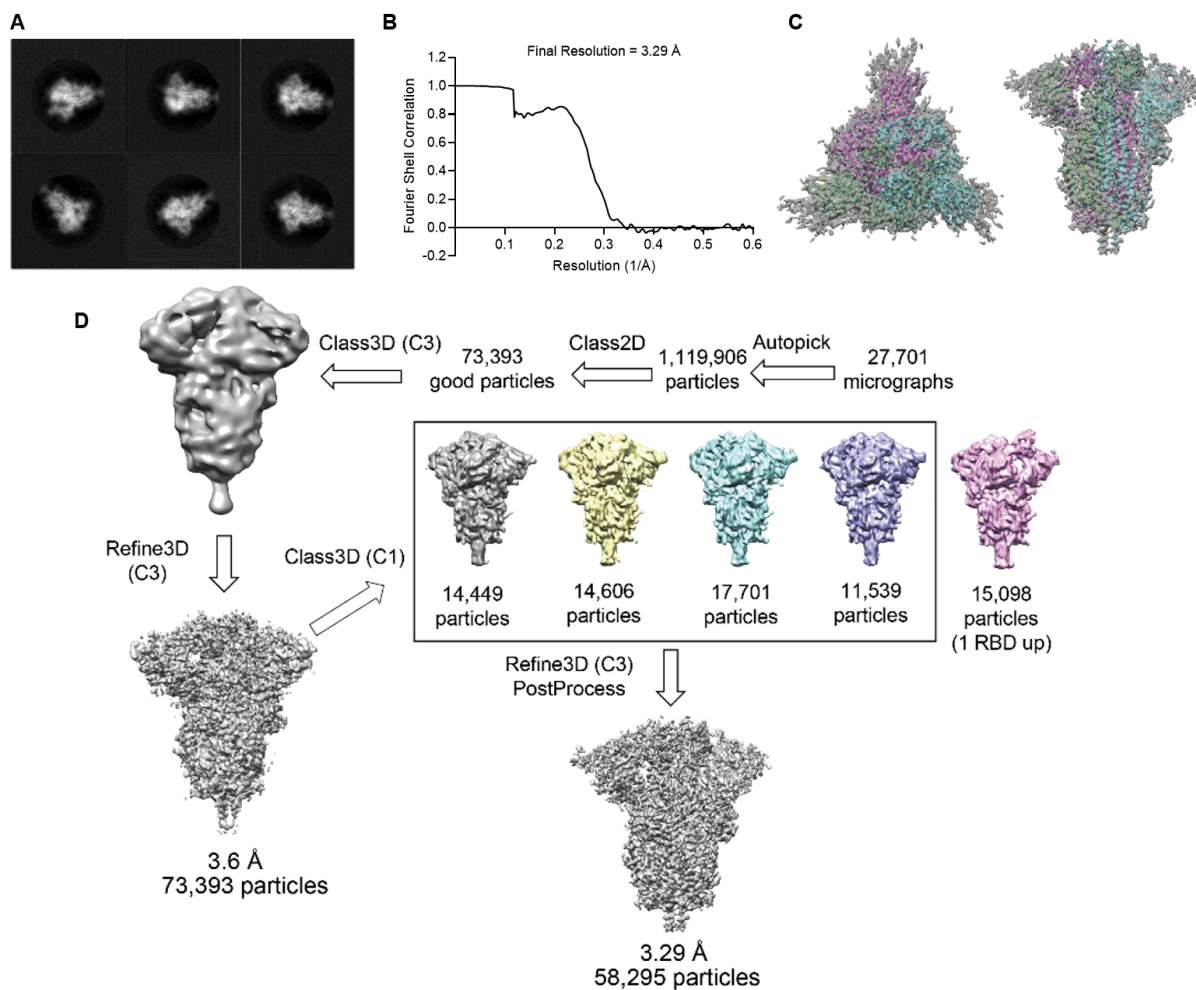 A
B
Final Resolution = 3.29 Å
Fourier Shell Correlation
1.2
1.0
0.8
0.6
0.4
0.2
0.0
-0.2
0.1
0.2
0.3
0.4
0.5
0.6
Resolution (1/Å)
C
D
Class3D (C3)
73,393
good particles
Class2D
1,119,906
particles
Autopick
27,701
micrographs
Refine3D
(C3)
Class3D (C1)
14,449
particles
14,606
particles
17,701
particles
11,539
particles
15,098
particles
(1 RBD up)
Refine3D (C3)
PostProcess
3.6 Å
73,393 particles
3.29 Å
58,295 particles